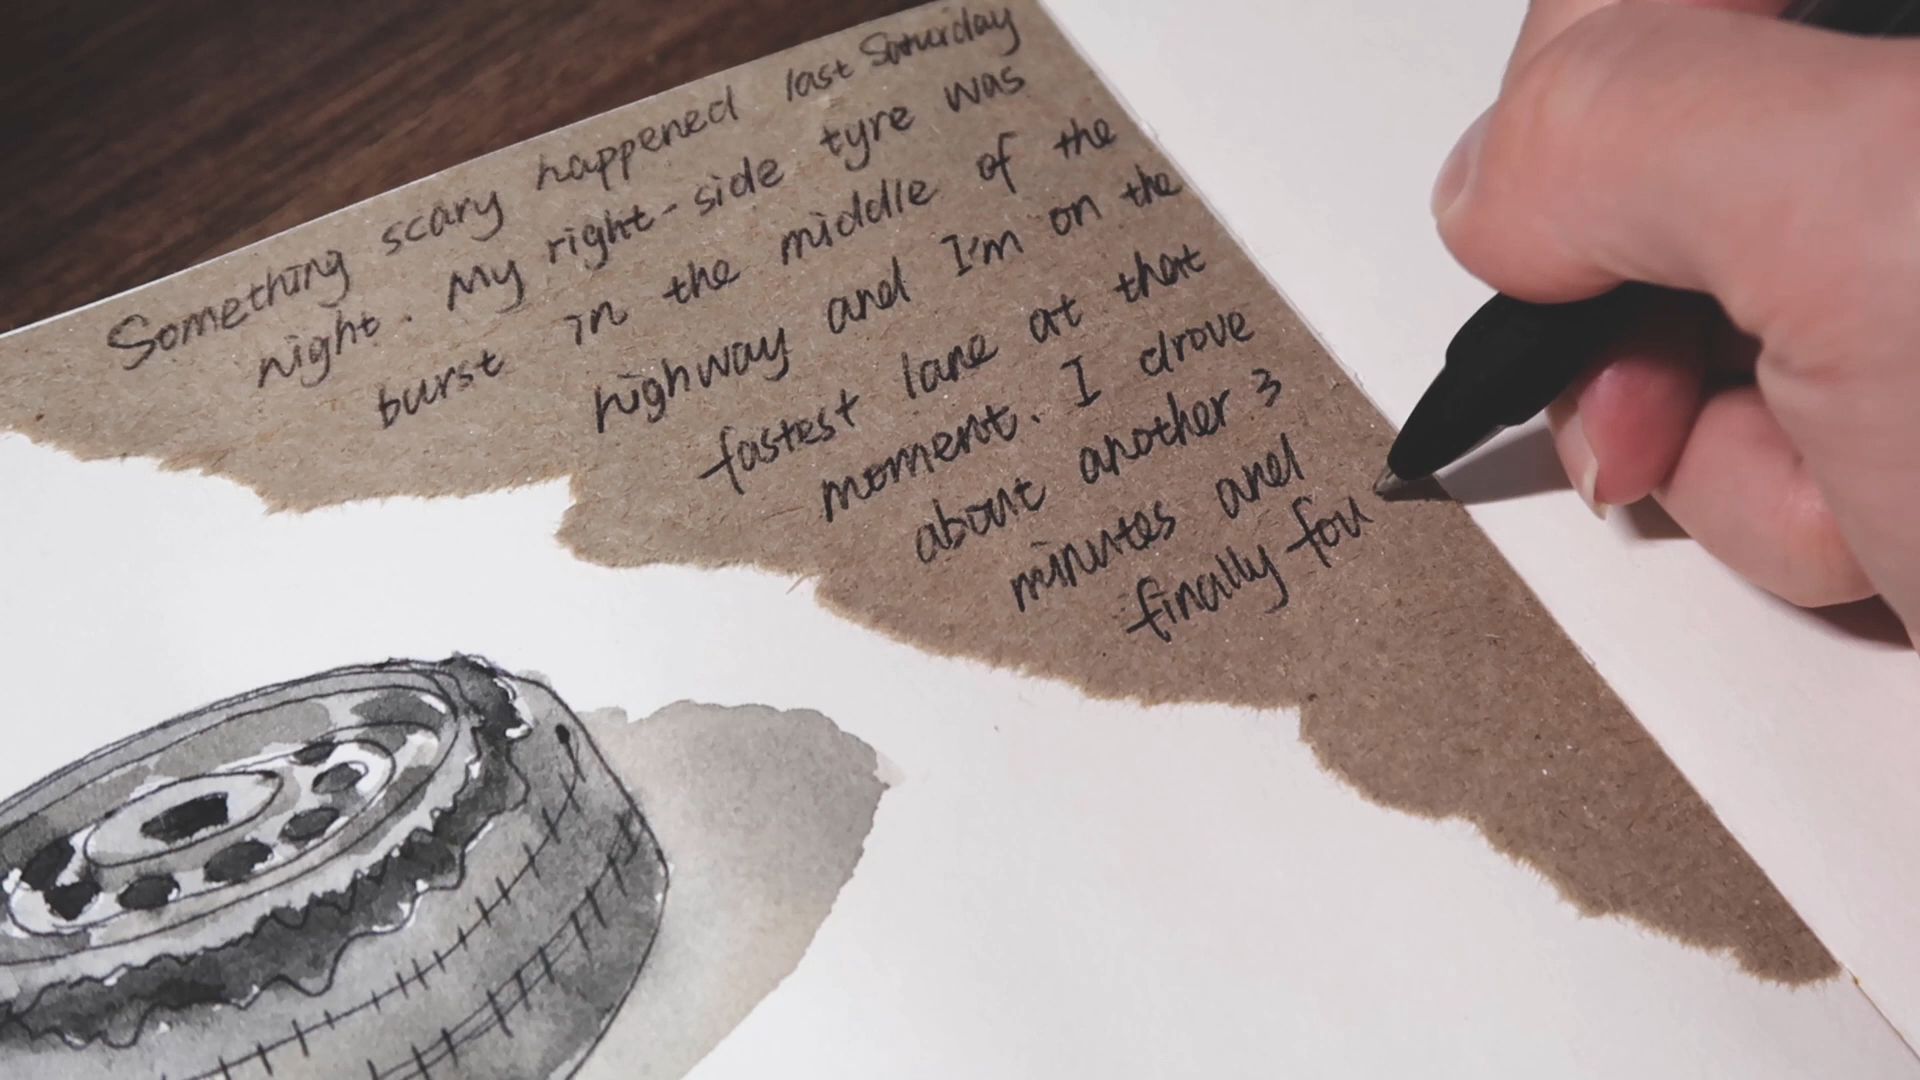 Something scary happened last Saturday
night. My right-side tyre was
burst in the middle of the
highway and I'm on the
fastest lane at that
moment. I drove
about another 3
minutes and
finally fou